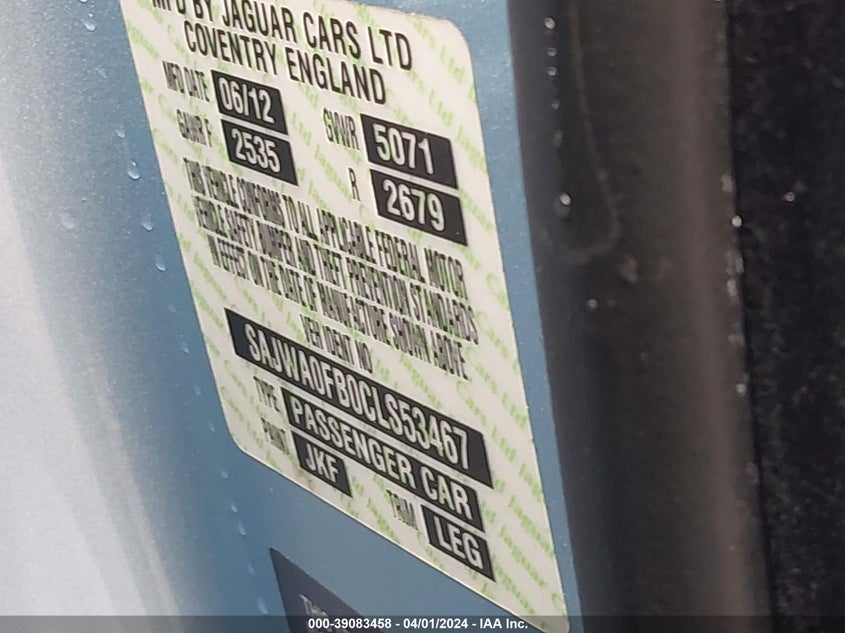 MFD BY JAGUAR CARS LTD
COVENTRY ENGLAND
MFD DATE 06/12 GVWR 5071
GAWR F 2535 R 2679
THIS VEHICLE CONFORMS TO ALL APPLICABLE FEDERAL MOTOR
VEHICLE SAFETY BUMPER AND THEFT PREVENTION STANDARDS
IN EFFECT ON THE DATE OF MANUFACTURE SHOWN ABOVE
VEH IDENT NO
SAJWA0FB0CLS53467
TYPE PASSENGER CAR
PAINT JKF TRIM LEG
000-39083458 - 04/01/2024 - IAA Inc.